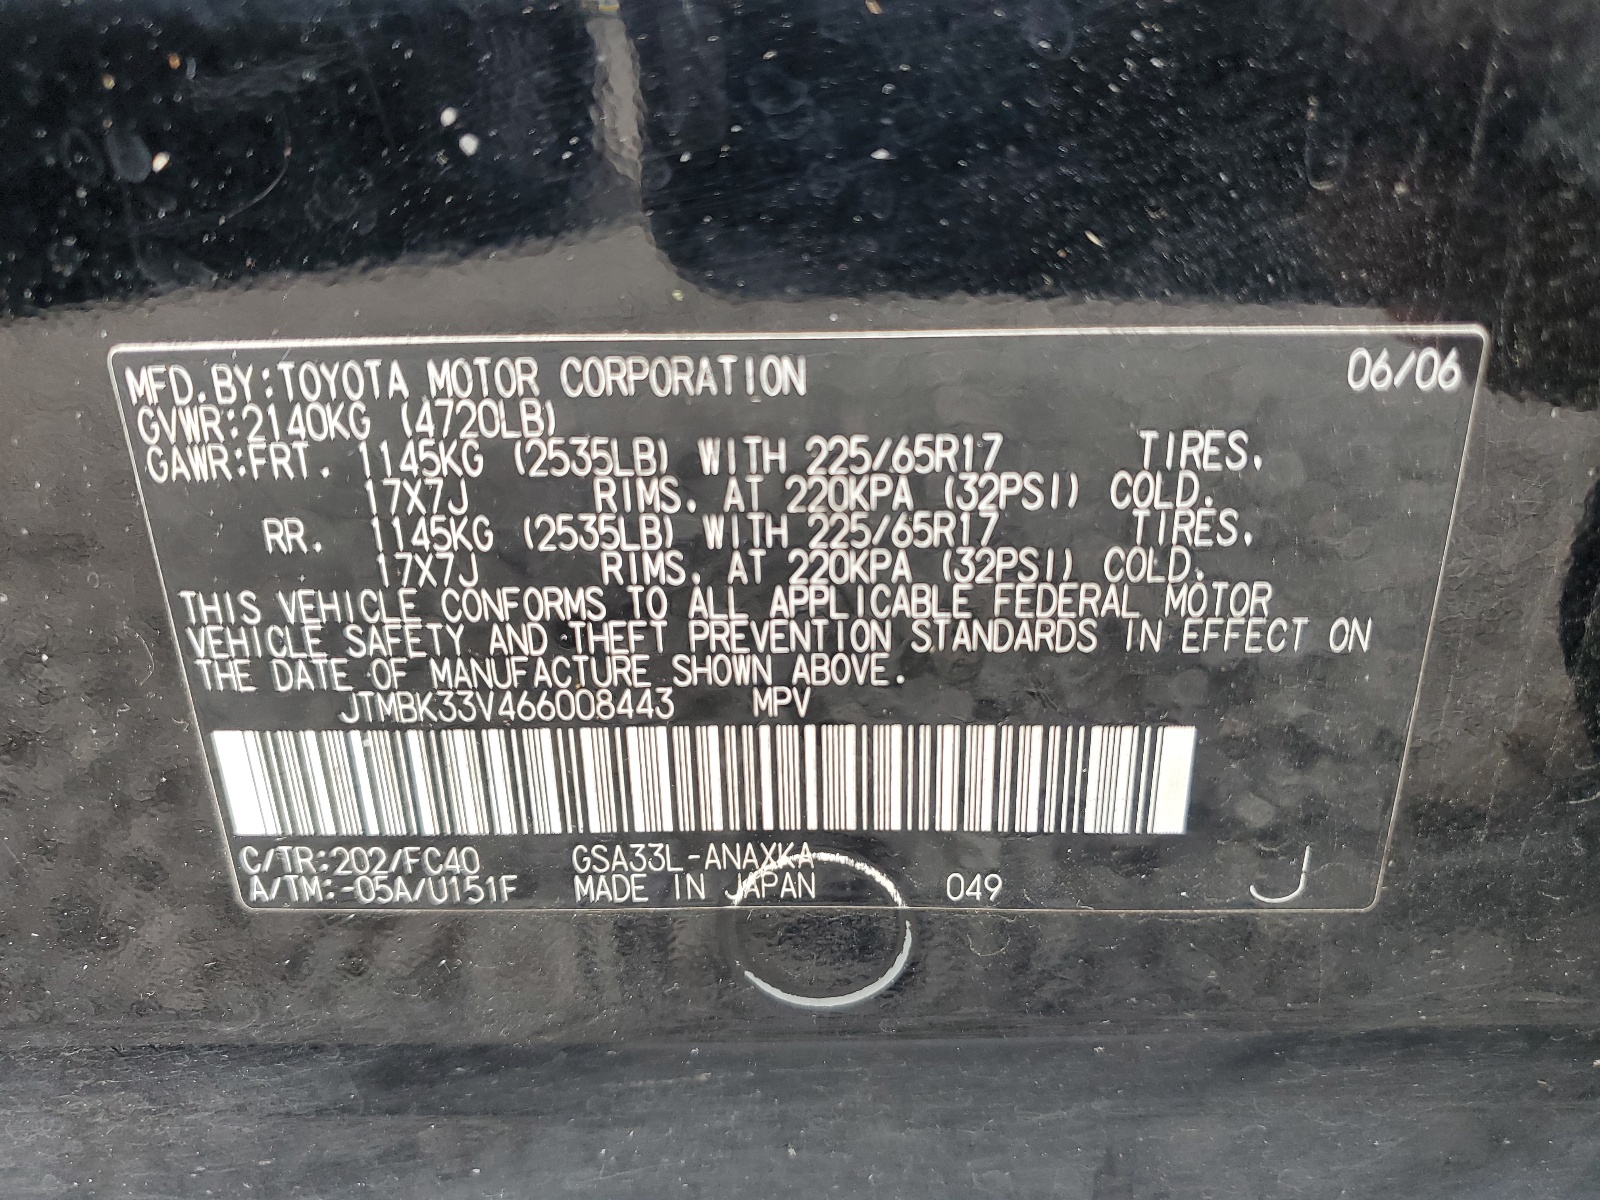 MFD.BY:TOYOTA MOTOR CORPORATION 06/06
GVWR:2140KG (4720LB)
GAWR:FRT. 1145KG (2535LB) WITH 225/65R17 TIRES,
17X7J RIMS. AT 220KPA (32PSI) COLD.
RR. 1145KG (2535LB) WITH 225/65R17 TIRES,
17X7J RIMS. AT 220KPA (32PSI) COLD.
THIS VEHICLE CONFORMS TO ALL APPLICABLE FEDERAL MOTOR
VEHICLE SAFETY AND THEFT PREVENTION STANDARDS IN EFFECT ON
THE DATE OF MANUFACTURE SHOWN ABOVE.
JTMBK33V466008443 MPV
C/TR:202/FC40 GSA33L-ANAXKA
A/TM:-05A/U151F MADE IN JAPAN 049 J